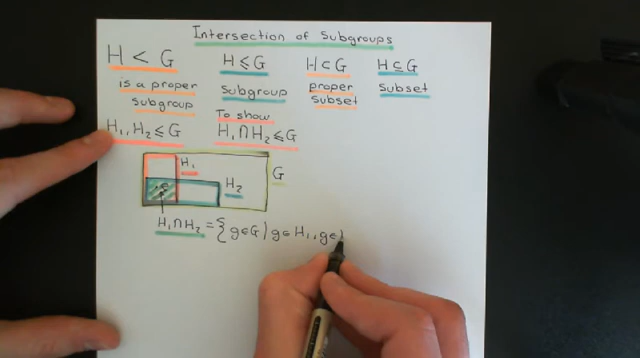 Intersection of Subgroups
H < G H ≤ G H ⊂ G H ⊆ G
is a proper subgroup proper subset
subgroup subset
To show
H₁, H₂ ≤ G H₁ ∩ H₂ ≤ G
H₁
G
H₂
H₁ ∩ H₂ = { g ∈ G | g ∈ H₁, g ∈